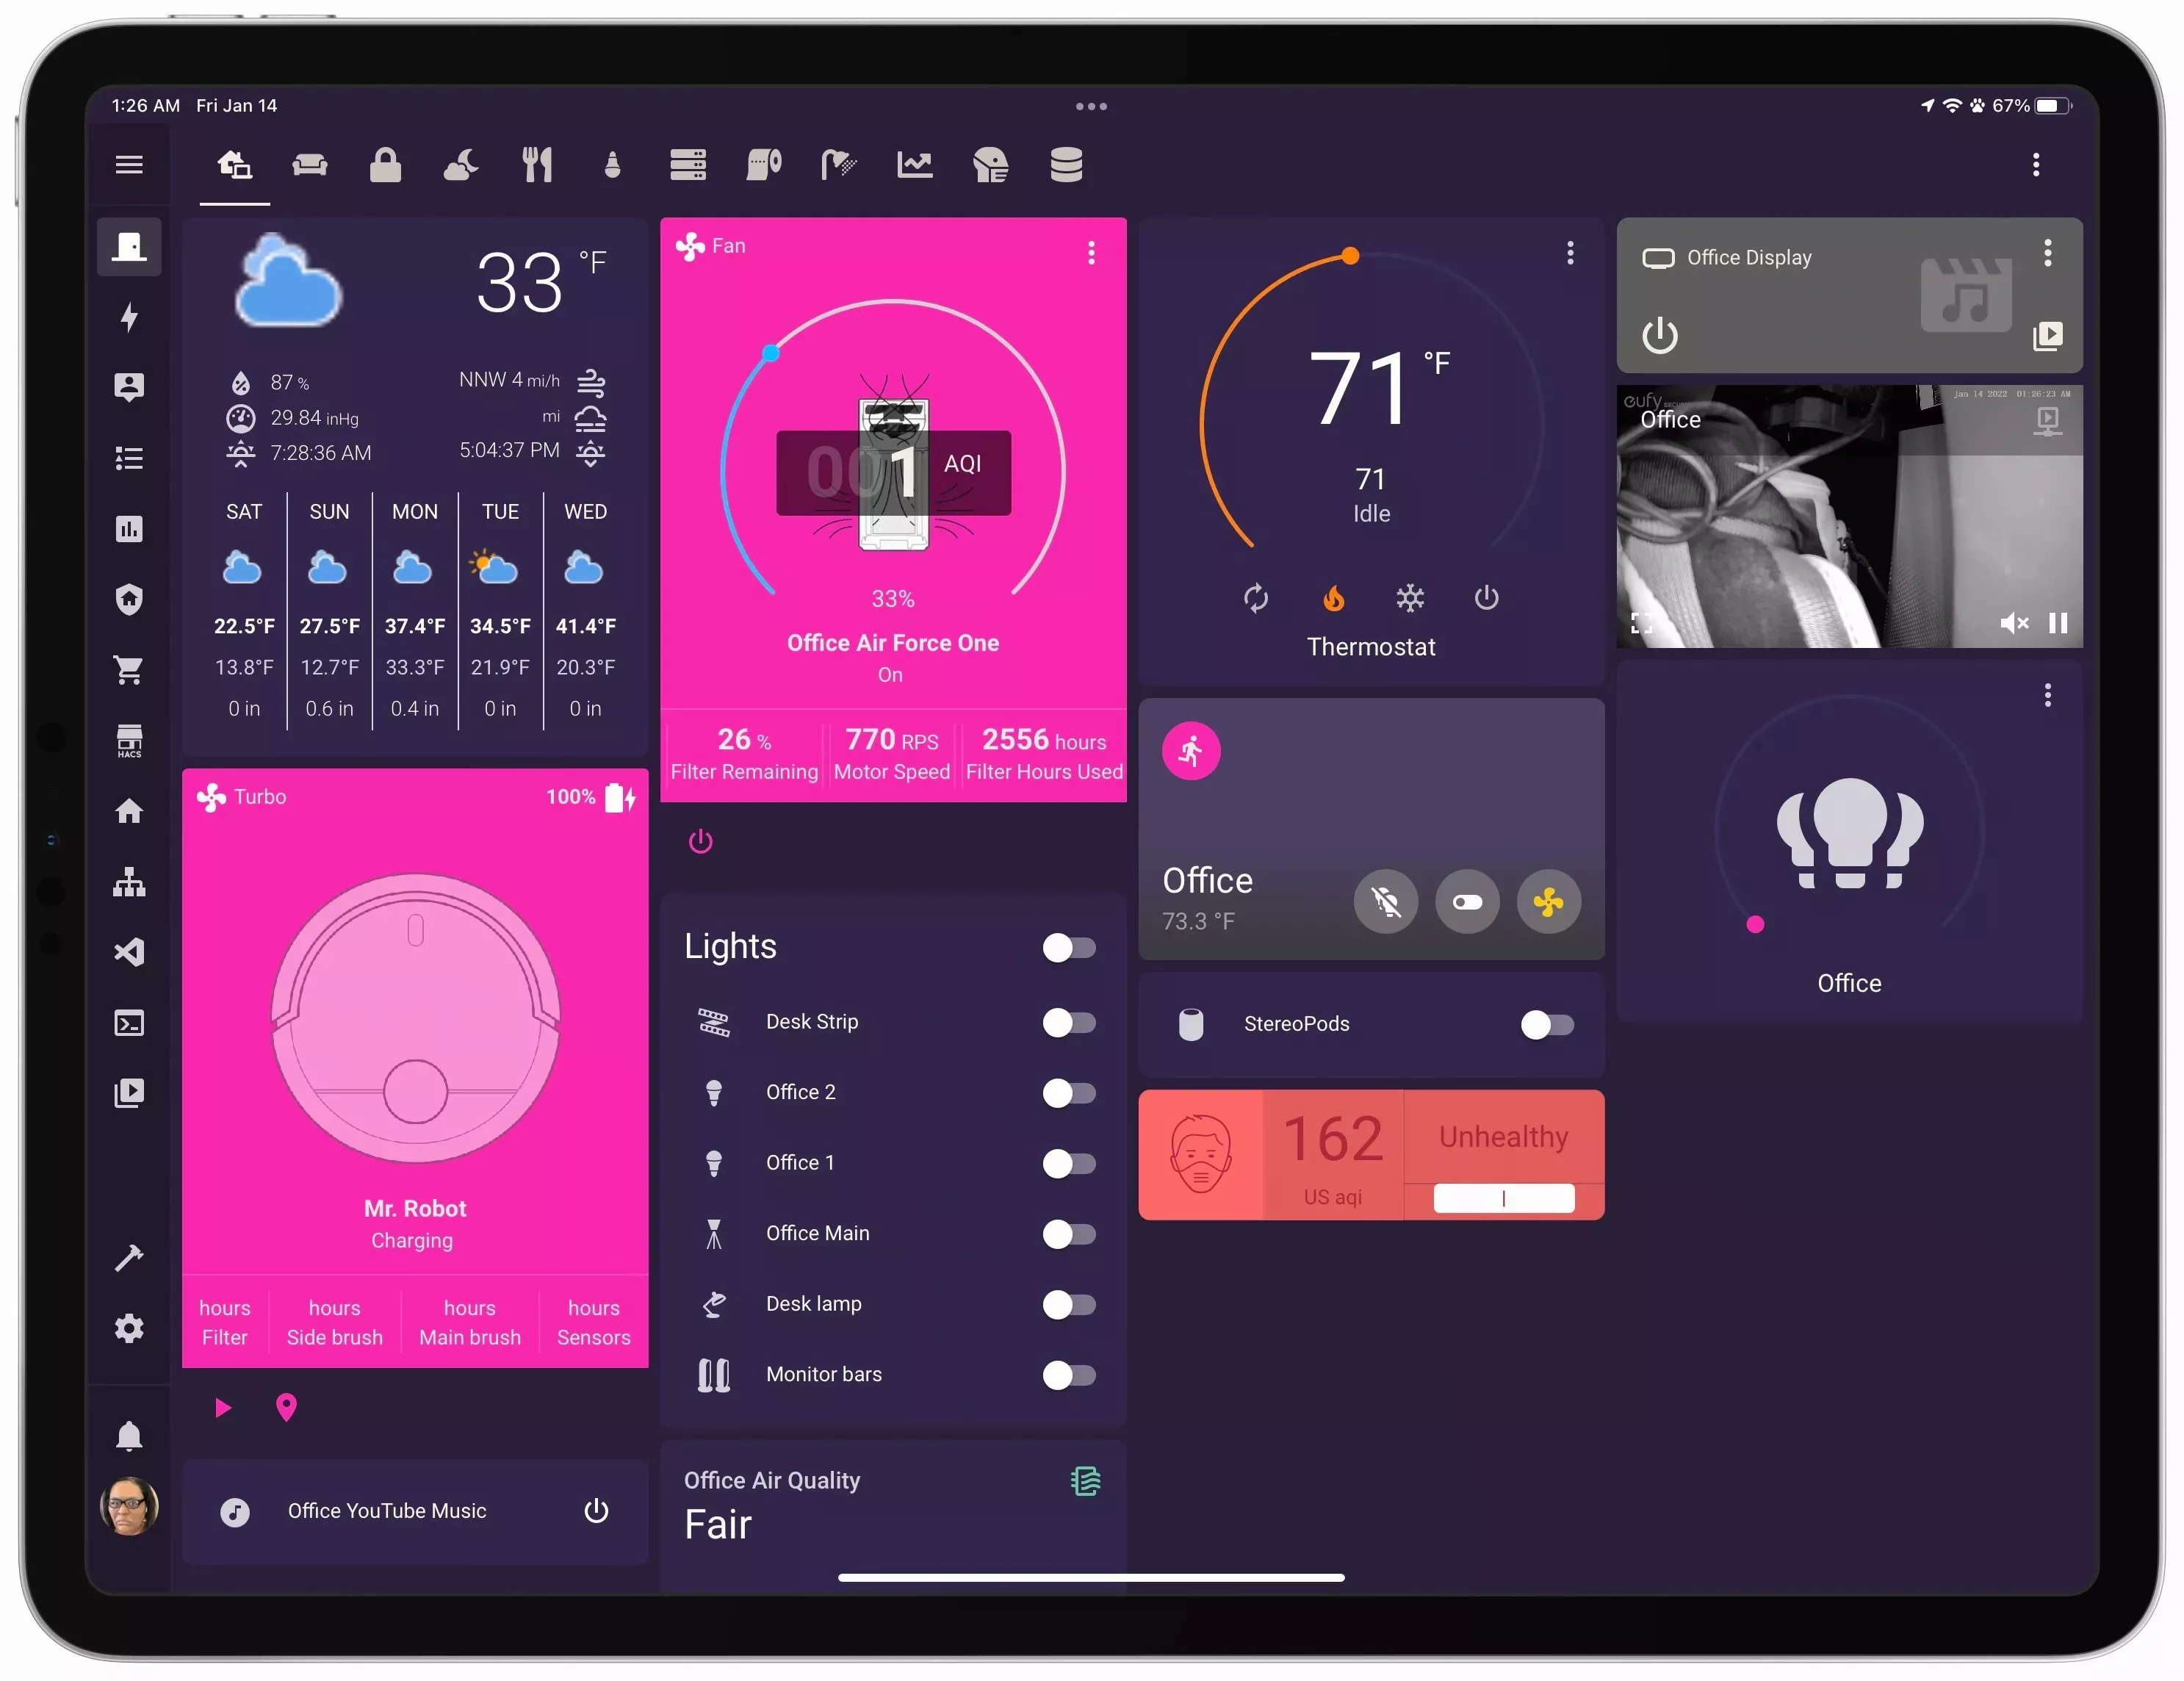 1:26 AM Fri Jan 14
67%
HACS
33 °F
87 %
NNW 4 mi/h
29.84 inHg
mi
7:28:36 AM
5:04:37 PM
SAT SUN MON TUE WED
22.5°F 27.5°F 37.4°F 34.5°F 41.4°F
13.8°F 12.7°F 33.3°F 21.9°F 20.3°F
0 in 0.6 in 0.4 in 0 in 0 in
Turbo
100%
Mr. Robot
Charging
hours hours hours hours
Filter Side brush Main brush Sensors
Office YouTube Music
Fan
001 AQI
33%
Office Air Force One
On
26 % 770 RPS 2556 hours
Filter Remaining Motor Speed Filter Hours Used
Lights
Desk Strip
Office 2
Office 1
Office Main
Desk lamp
Monitor bars
Office Air Quality
Fair
71 °F
71
Idle
Thermostat
Office
73.3 °F
StereoPods
162
US aqi
Unhealthy
Office Display
eufy
Jan 14 2022 01:26:23 AM
Office
Office